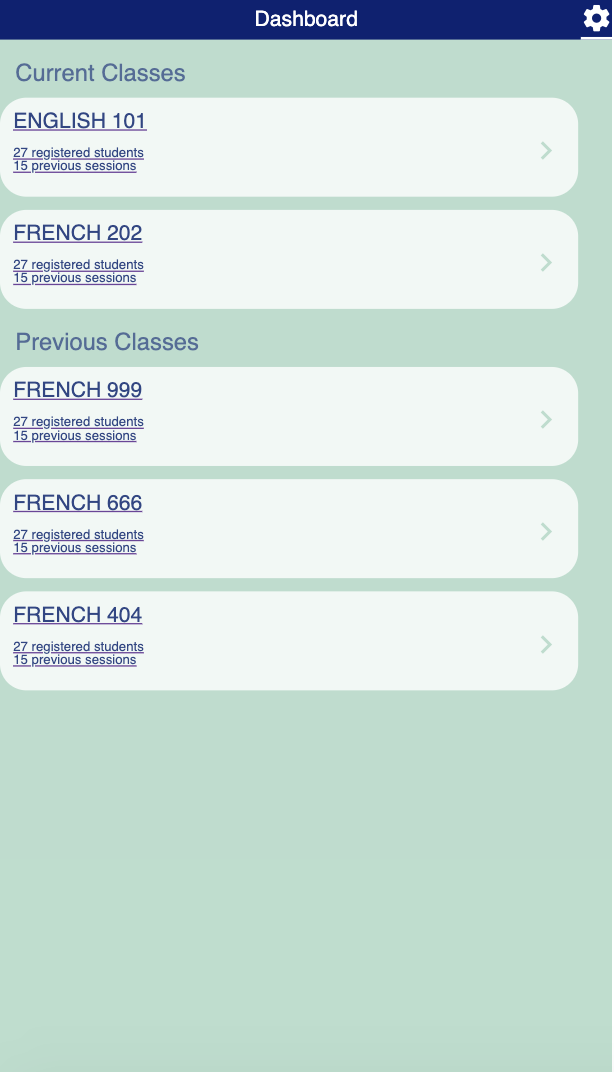 Dashboard
Current Classes
ENGLISH 101
27 registered students
15 previous sessions
FRENCH 202
27 registered students
15 previous sessions
Previous Classes
FRENCH 999
27 registered students
15 previous sessions
FRENCH 666
27 registered students
15 previous sessions
FRENCH 404
27 registered students
15 previous sessions